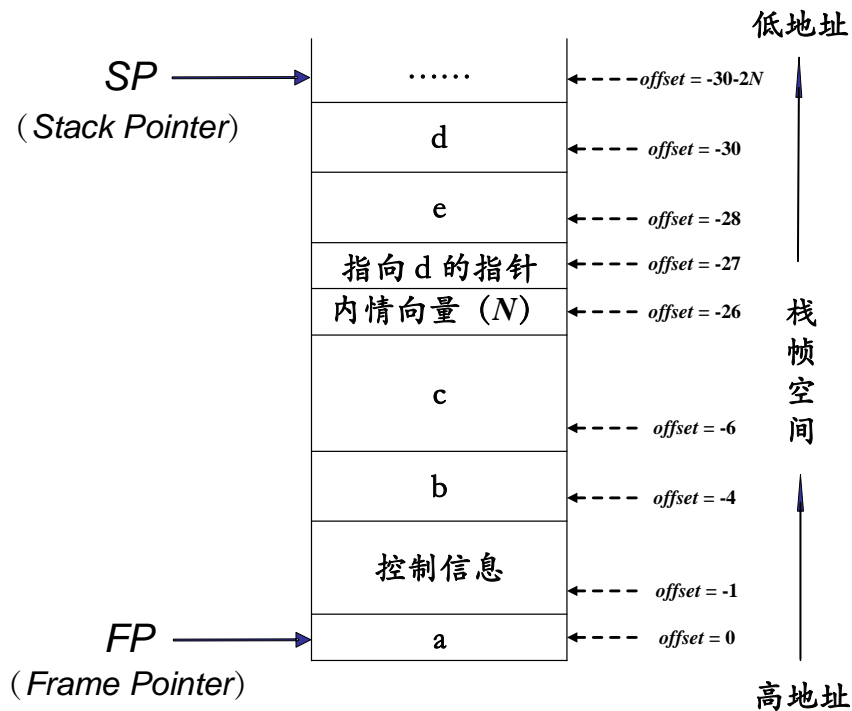 低地址
SP
(Stack Pointer)
……
offset = -30-2N
d
offset = -30
e
offset = -28
指向 d 的指针
offset = -27
内情向量（N）
offset = -26
c
offset = -6
b
offset = -4
控制信息
offset = -1
FP
(Frame Pointer)
a
offset = 0
栈帧空间
高地址